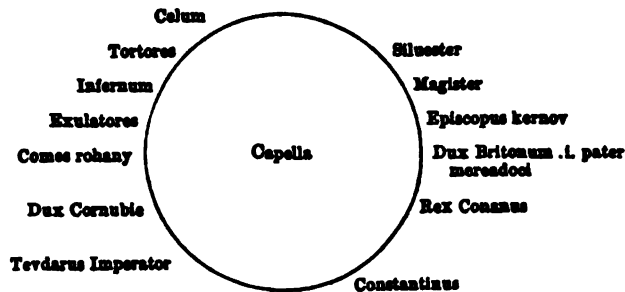 Celum
Tortores
Siluester
Infernum
Magister
Exulatores
Episcopus kernov
Comes rohany
Capella
Dux Britonum .i. pater
mereadoci
Dux Cornubie
Rex Conanus
Tevdarus Imperator
Constantinus